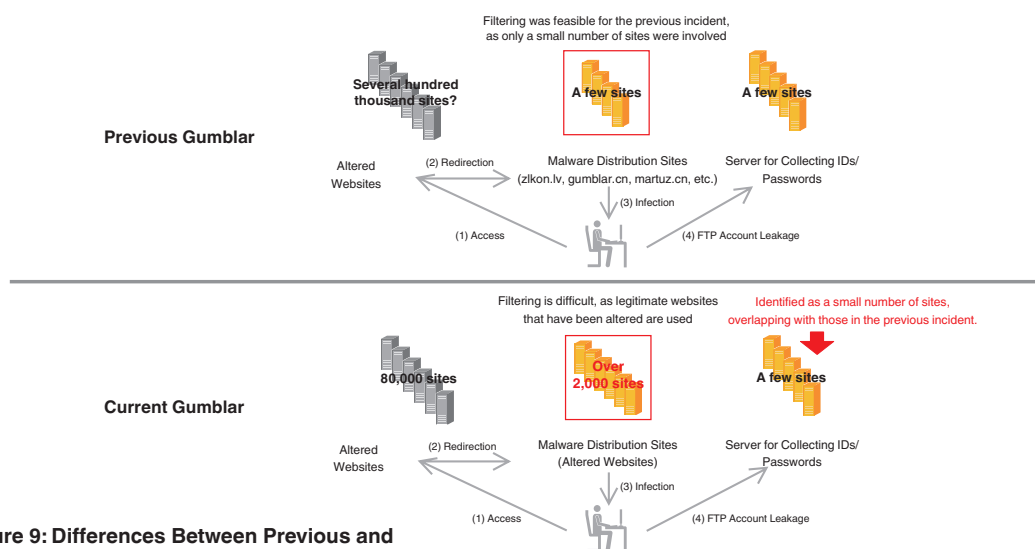 Filtering was feasible for the previous incident,
as only a small number of sites were involved
Several hundred
thousand sites?
A few sites
A few sites
Previous Gumblar
Altered
Websites
(2) Redirection
Malware Distribution Sites
(zlkon.lv, gumblar.cn, martuz.cn, etc.)
Server for Collecting IDs/
Passwords
(3) Infection
(1) Access
(4) FTP Account Leakage
Filtering is difficult, as legitimate websites
that have been altered are used
Identified as a small number of sites,
overlapping with those in the previous incident.
80,000 sites
Over
2,000 sites
A few sites
Current Gumblar
Altered
Websites
(2) Redirection
Malware Distribution Sites
(Altered Websites)
Server for Collecting IDs/
Passwords
(3) Infection
(1) Access
(4) FTP Account Leakage
ure 9: Differences Between Previous and